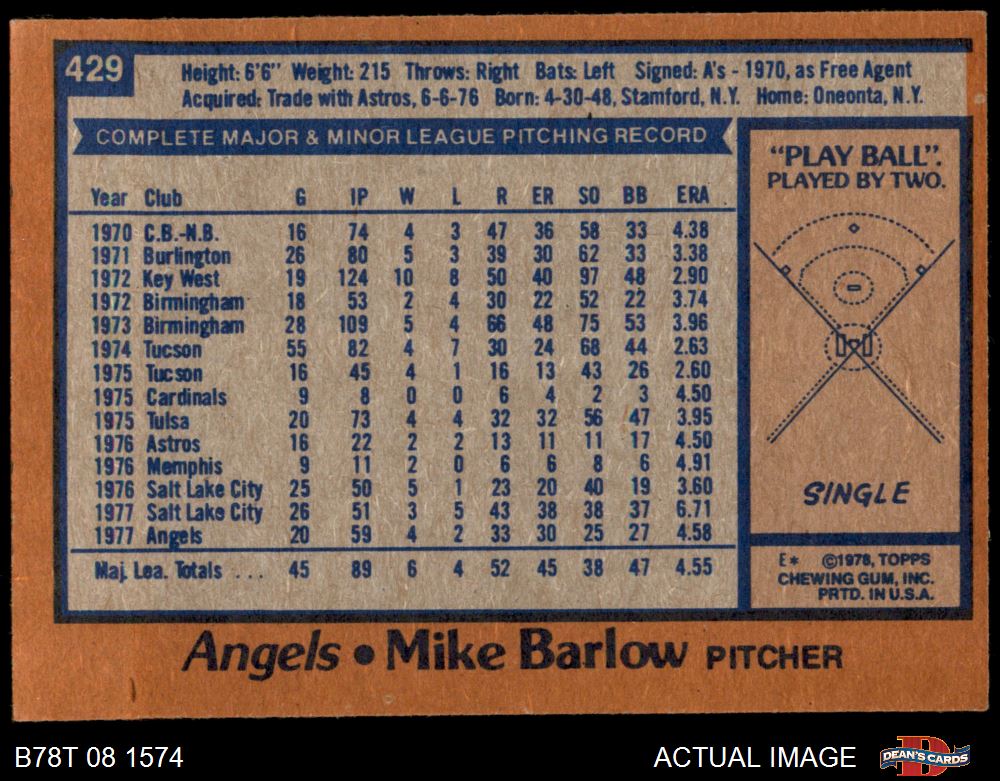 429
Height: 6'6" Weight: 215 Throws: Right Bats: Left Signed: A's - 1970, as Free Agent
Acquired: Trade with Astros, 6-6-76 Born: 4-30-48, Stamford, N.Y. Home: Oneonta, N.Y.
COMPLETE MAJOR & MINOR LEAGUE PITCHING RECORD
Year Club G IP W L R ER SO BB ERA
1970 C.B.-N.B. 16 74 4 3 47 36 58 33 4.38
1971 Burlington 26 80 5 3 39 30 62 33 3.38
1972 Key West 19 124 10 8 50 40 97 48 2.90
1972 Birmingham 18 53 2 4 30 22 52 22 3.74
1973 Birmingham 28 109 5 4 66 48 75 53 3.96
1974 Tucson 55 82 4 7 30 24 68 44 2.63
1975 Tucson 16 45 4 1 16 13 43 26 2.60
1975 Cardinals 9 8 0 0 6 4 2 3 4.50
1975 Tulsa 20 73 4 4 32 32 56 47 3.95
1976 Astros 16 22 2 2 13 11 11 17 4.50
1976 Memphis 9 11 2 0 6 6 8 6 4.91
1976 Salt Lake City 25 50 5 1 23 20 40 19 3.60
1977 Salt Lake City 26 51 3 5 43 38 38 37 6.71
1977 Angels 20 59 4 2 33 30 25 27 4.58
Maj. Lea. Totals ... 45 89 6 4 52 45 38 47 4.55
"PLAY BALL".
PLAYED BY TWO.
SINGLE
E* ©1978, TOPPS
CHEWING GUM, INC.
PRTD. IN U.S.A.
Angels • Mike Barlow PITCHER
B78T 08 1574
ACTUAL IMAGE
DEAN'S CARDS